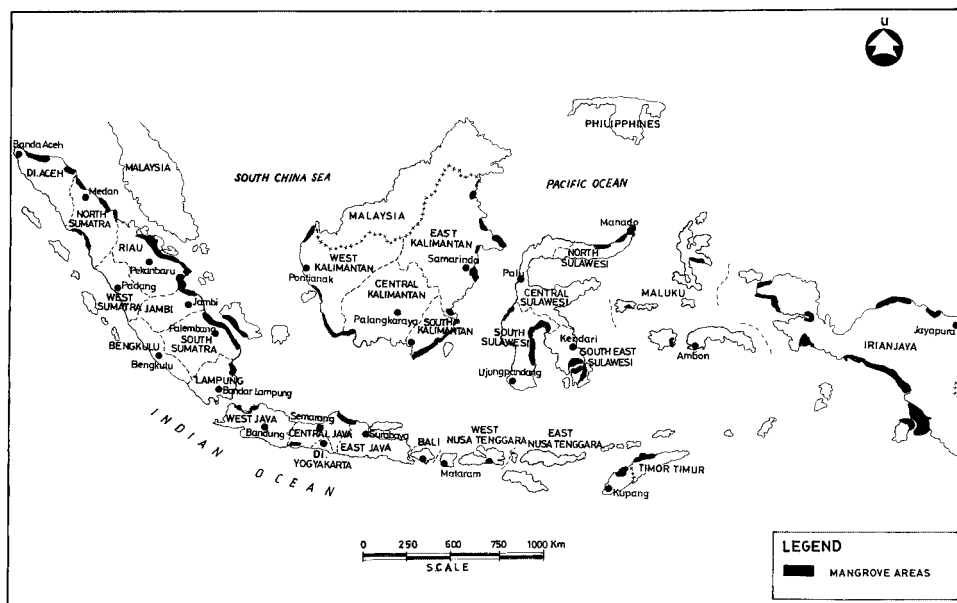 u
PHILIPPHINES
Banda Aceh
DI. ACEH
MALAYSIA
SOUTH CHINA SEA
PACIFIC OCEAN
Medan
NORTH
SUMATRA
MALAYSIA
EAST
KALIMANTAN
Manado
RIAU
Pekanbaru
WEST
KALIMANTAN
Pontianak
Samarinda
NORTH
SULAWESI
Pal
CENTRAL
KALIMANTAN
CENTRAL
SULAWESI
MALUKU
Padang
WEST
SUMATRA
JAMBI
Jambi
Palangkaraya
SOUTH
KALIMANTAN
SOUTH
SULAWESI
Kendari
SOUTH EAST
SULAWESI
Ambon
Jayapura
IRIANJAYA
Palembang
SOUTH
SUMATRA
BENGKULU
Bengkulu
Ujungpandang
LAMPUNG
Bandar Lampung
WEST JAVA
Bandung
Semarang
CENTRAL JAVA
Surabaya
EAST JAVA
DI.
YOGYAKARTA
BALI
Mataram
WEST
NUSA TENGGARA
EAST
NUSA TENGGARA
TIMOR TIMUR
Kupang
INDIAN OCEAN
0 250 600 750 1000 Km
SCALE
LEGEND
MANGROVE AREAS